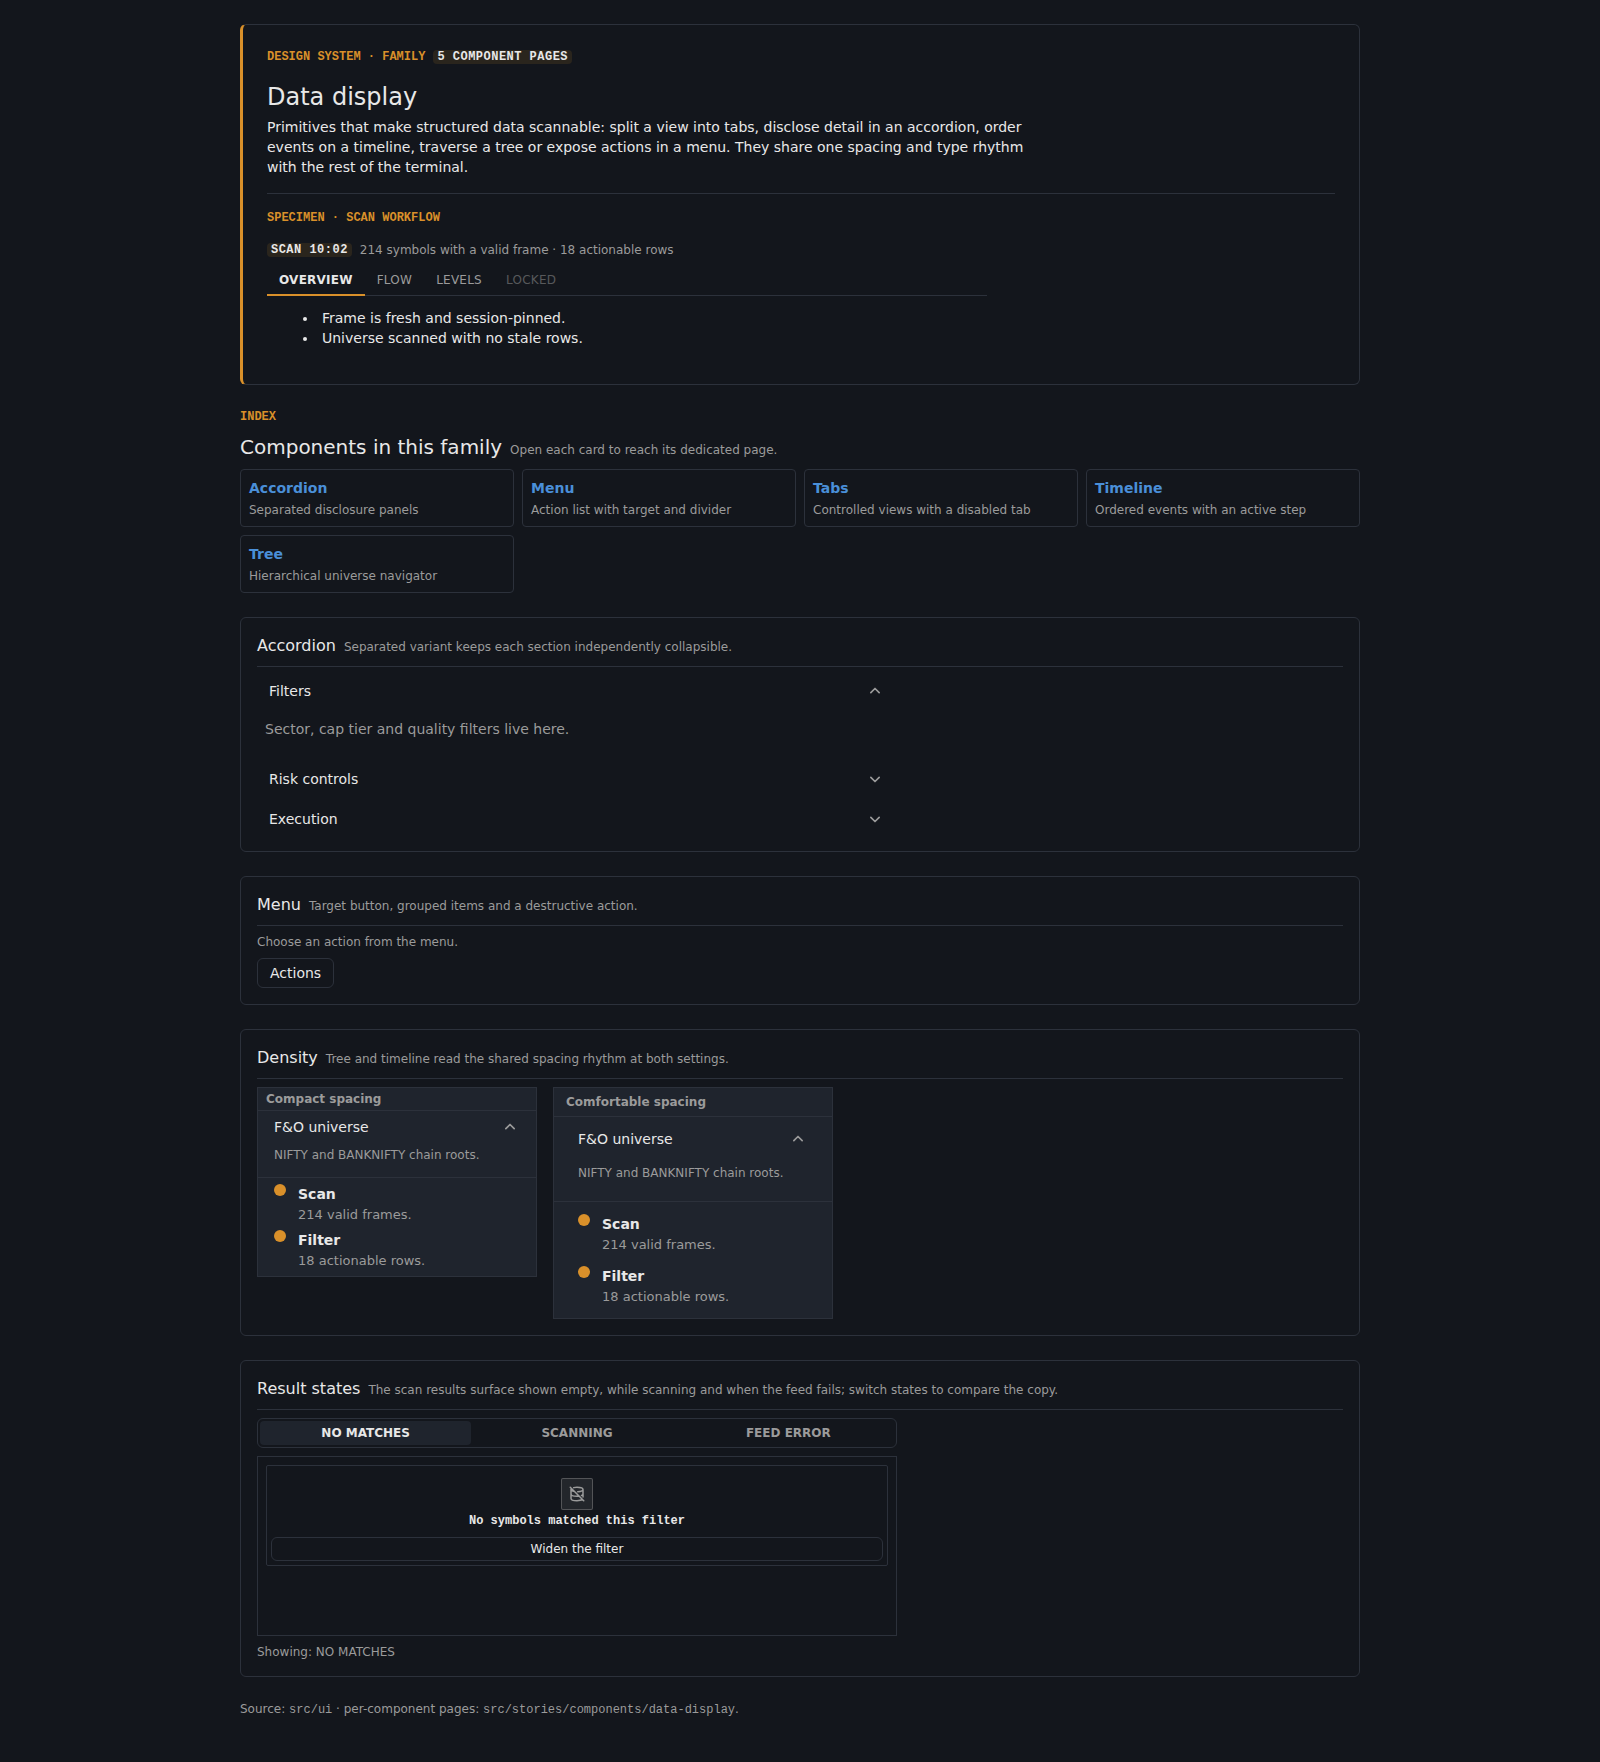 DESIGN SYSTEM · FAMILY 5 COMPONENT PAGES
Data display
Primitives that make structured data scannable: split a view into tabs, disclose detail in an accordion, order
events on a timeline, traverse a tree or expose actions in a menu. They share one spacing and type rhythm
with the rest of the terminal.
SPECIMEN · SCAN WORKFLOW
SCAN 10:02 214 symbols with a valid frame · 18 actionable rows
OVERVIEW FLOW LEVELS LOCKED
• Frame is fresh and session-pinned.
• Universe scanned with no stale rows.
INDEX
Components in this family Open each card to reach its dedicated page.
Accordion
Separated disclosure panels
Menu
Action list with target and divider
Tabs
Controlled views with a disabled tab
Timeline
Ordered events with an active step
Tree
Hierarchical universe navigator
Accordion Separated variant keeps each section independently collapsible.
Filters
Sector, cap tier and quality filters live here.
Risk controls
Execution
Menu Target button, grouped items and a destructive action.
Choose an action from the menu.
Actions
Density Tree and timeline read the shared spacing rhythm at both settings.
Compact spacing
F&O universe
NIFTY and BANKNIFTY chain roots.
Scan
214 valid frames.
Filter
18 actionable rows.
Comfortable spacing
F&O universe
NIFTY and BANKNIFTY chain roots.
Scan
214 valid frames.
Filter
18 actionable rows.
Result states The scan results surface shown empty, while scanning and when the feed fails; switch states to compare the copy.
NO MATCHES SCANNING FEED ERROR
No symbols matched this filter
Widen the filter
Showing: NO MATCHES
Source: src/ui · per-component pages: src/stories/components/data-display.